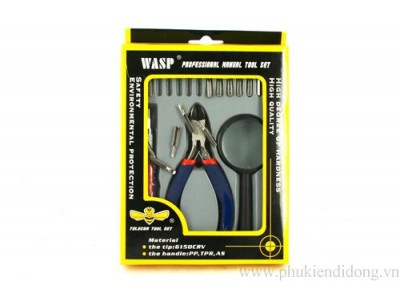 WASP PROFESSIONAL MANUAL TOOL SET
SAFETY
ENVIRONMENTAL PROTECTION
HIGH DEGREE OF HARDNESS
HIGH QUALITY
TELECOM TOOL SET
Material
the tip:6150CRV
the handle:PP,TPR,AS
www.phukiendidong.vn